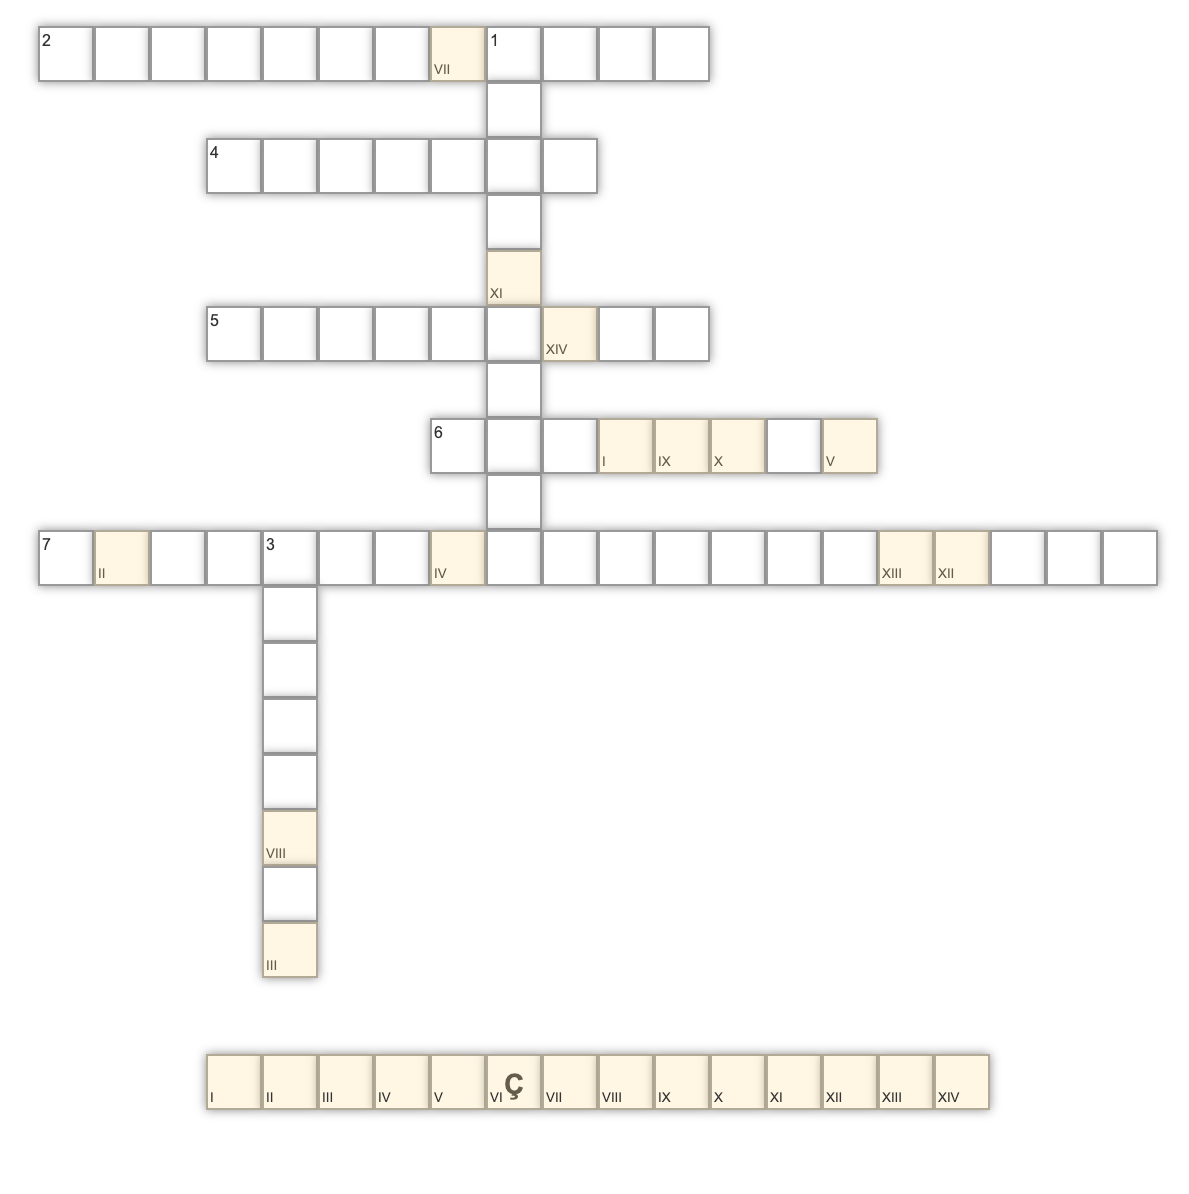 2 VII 1
4
XI
5 XIV
6 I IX X V
7 II 3 IV XIII XII
VIII
III
I II III IV V VI Ç VII VIII IX X XI XII XIII XIV